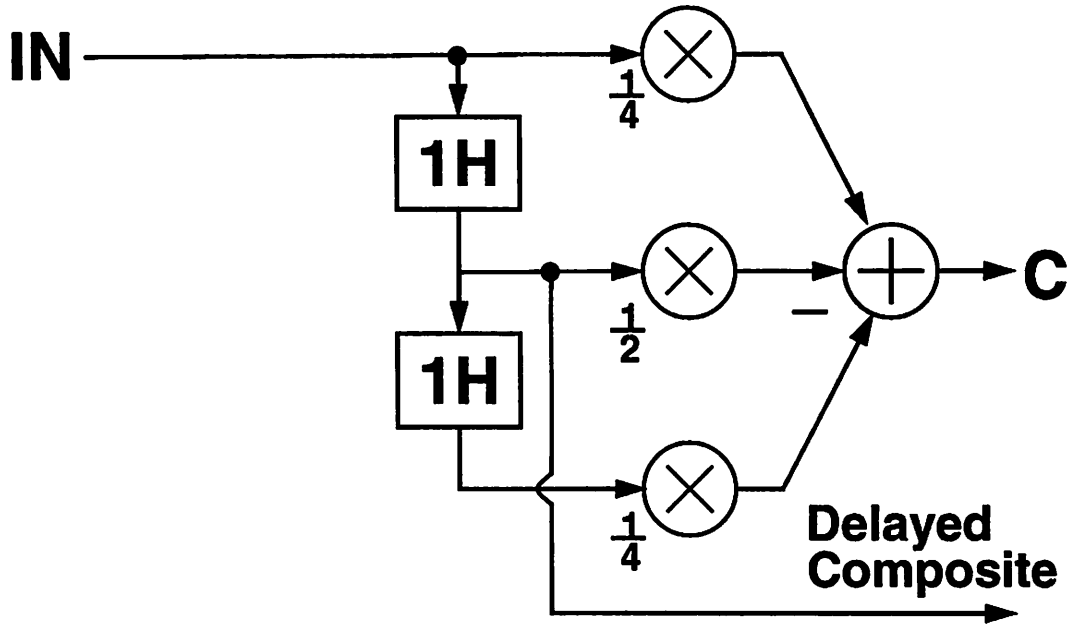 IN
1/4
1H
C
– 1/2
1H
1/4
Delayed
Composite